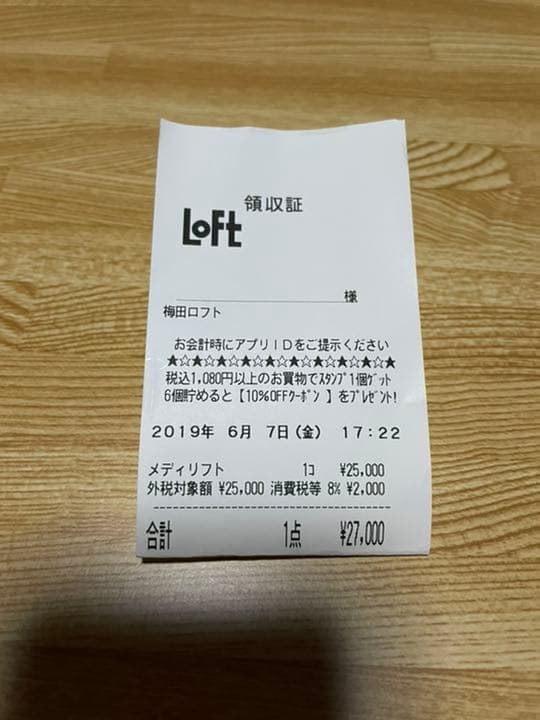 領収証
LoFt
様
梅田ロフト
お会計時にアプリIDをご提示ください
★☆★☆★☆★☆★☆★☆★☆★☆★☆★
税込1,080円以上のお買物でｽﾀﾝﾌﾟ1個ｹﾞｯﾄ
6個貯めると【10%OFFｸｰﾎﾟﾝ 】をﾌﾟﾚｾﾞﾝﾄ!
2019年 6月 7日(金) 17:22
メディリフト 1コ ¥25,000
外税対象額 ¥25,000 消費税等 8% ¥2,000
合計 1点 ¥27,000